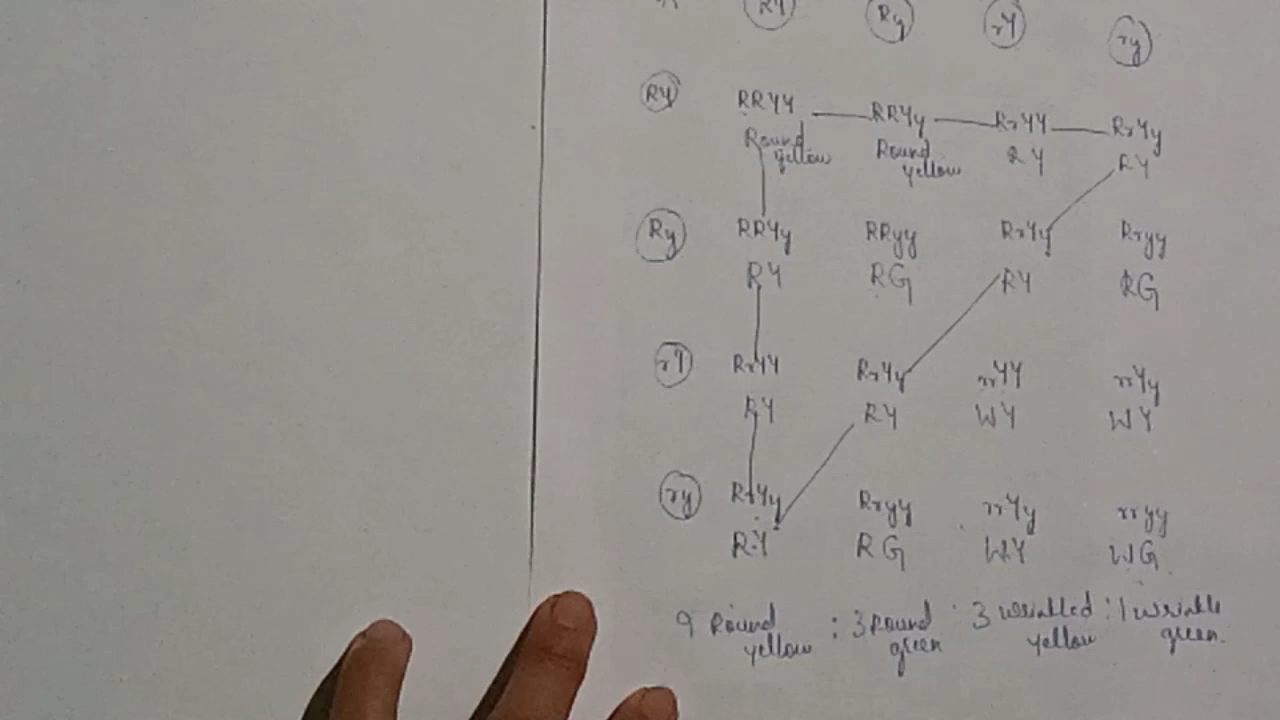 RY Ry rY ry
RY RRYY RRYy RrYY RrYy
Round yellow Round yellow RY RY
Ry RRYy RRyy RrYy Rryy
RY RG RY RG
rY RrYY RrYy rrYY rrYy
RY RY WY WY
ry RrYy Rryy rrYy rryy
RY RG WY WG
9 Round : 3 Round : 3 wrinkled : 1 wrinkle
yellow green yellow green.